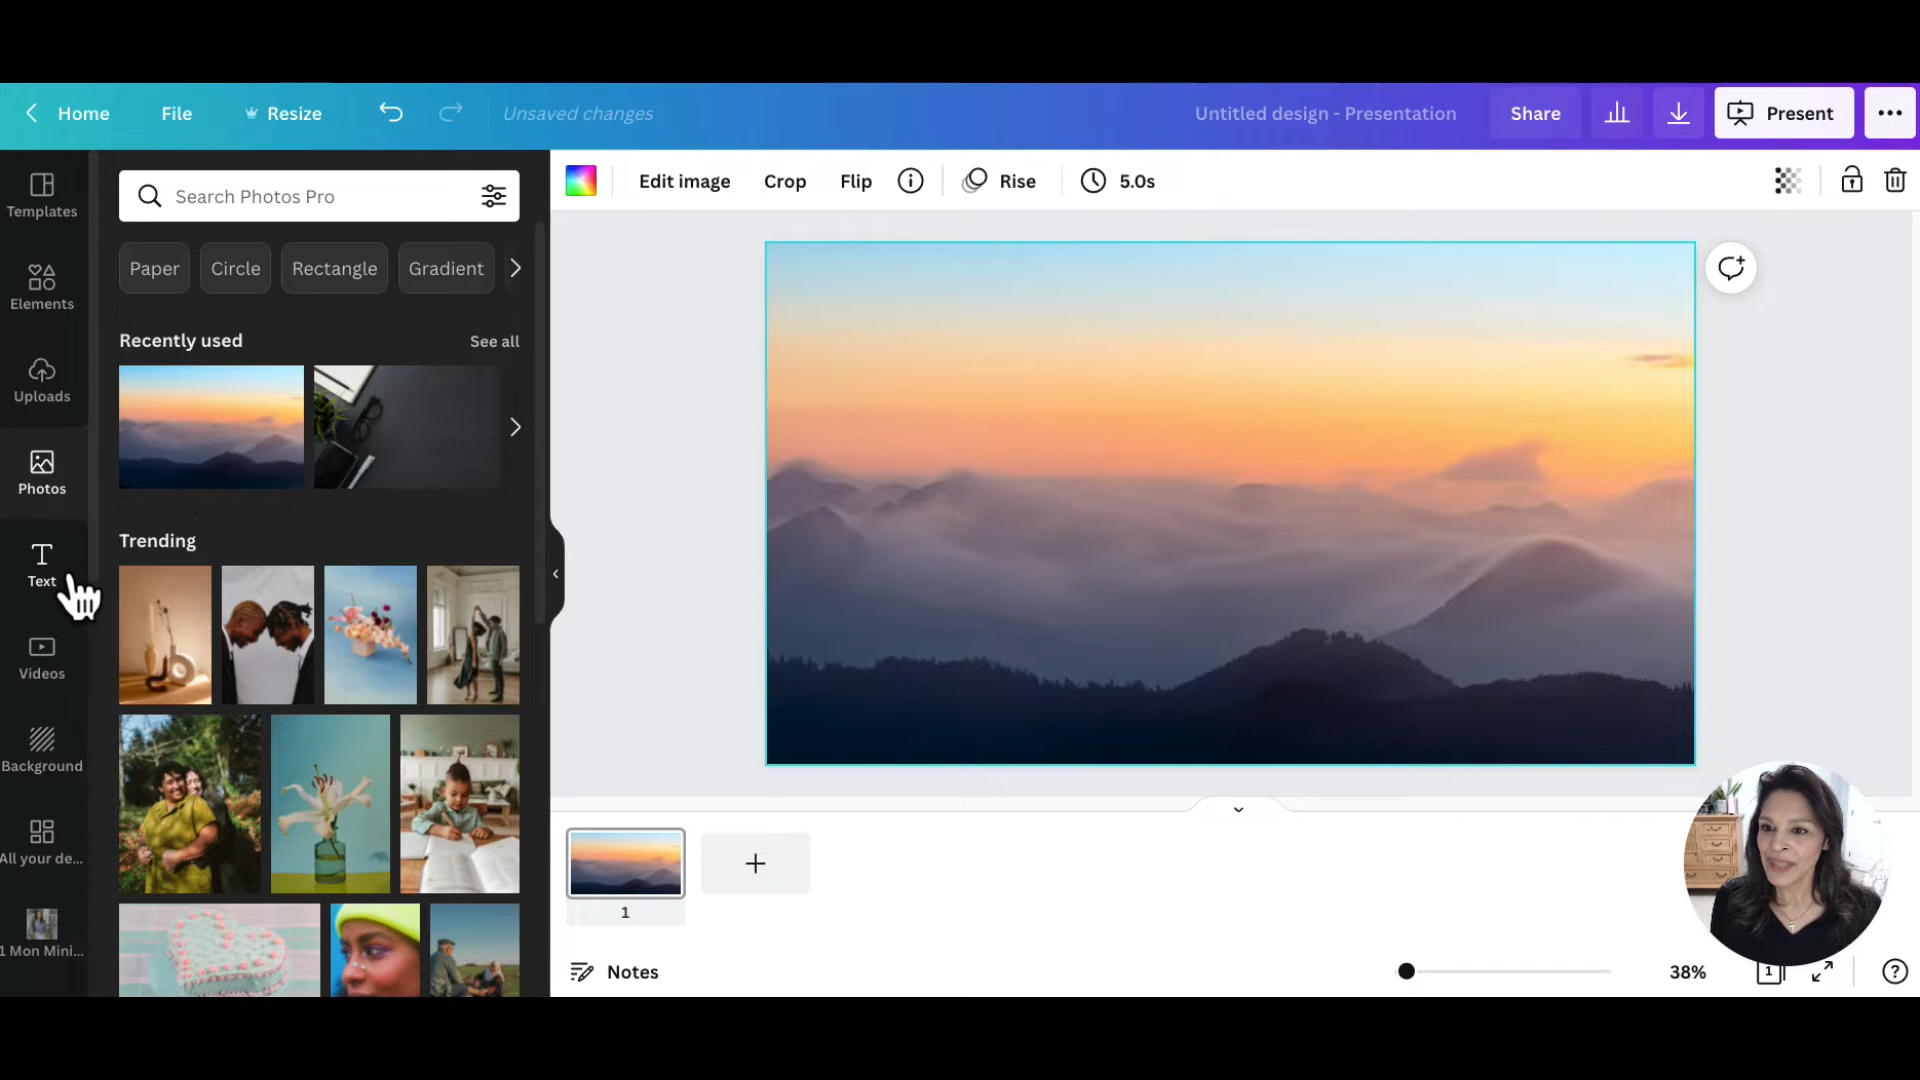 Home File Resize Unsaved changes Untitled design - Presentation Share Present
Templates
Elements
Uploads
Photos
Text
Videos
Background
All your de...
1 Mon Mini...
Search Photos Pro
Paper Circle Rectangle Gradient
Recently used See all
Trending
Edit image Crop Flip Rise 5.0s
1
Notes 38% 1